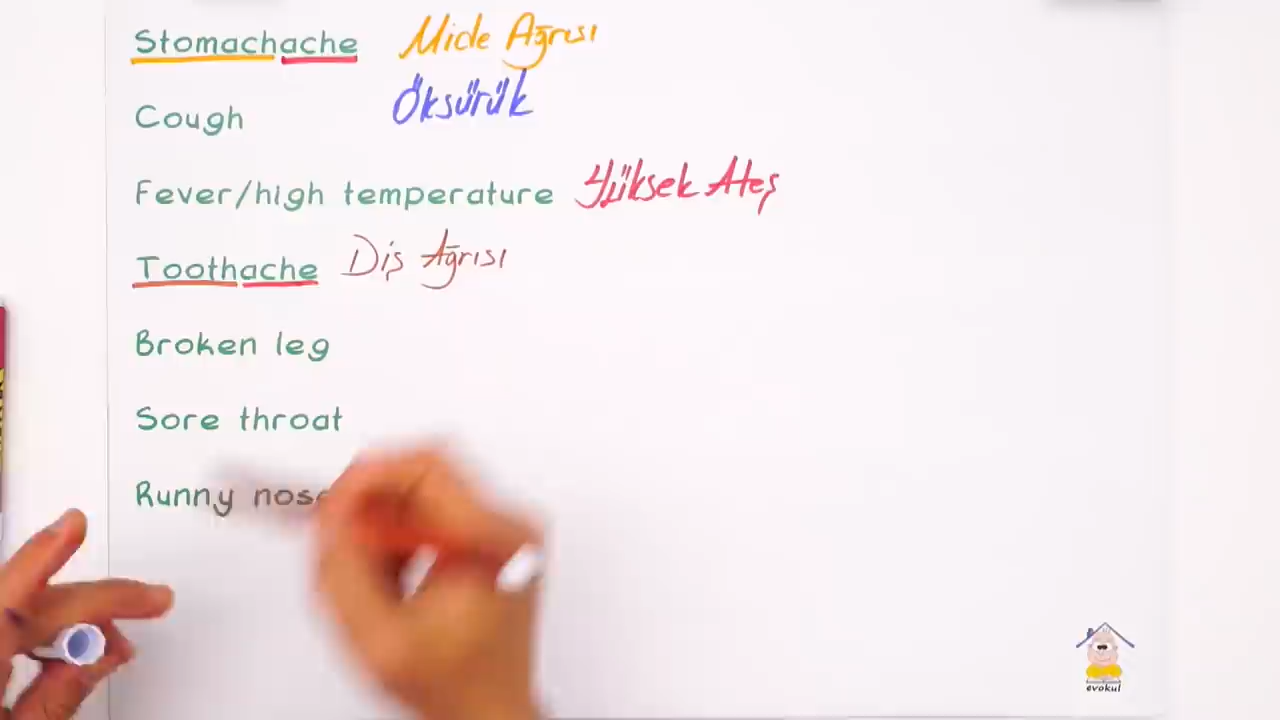 Stomachache Mide Ağrısı
Cough Öksürük
Fever/high temperature Yüksek Ateş
Toothache Diş Ağrısı
Broken leg
Sore throat
Runny nose
evokul